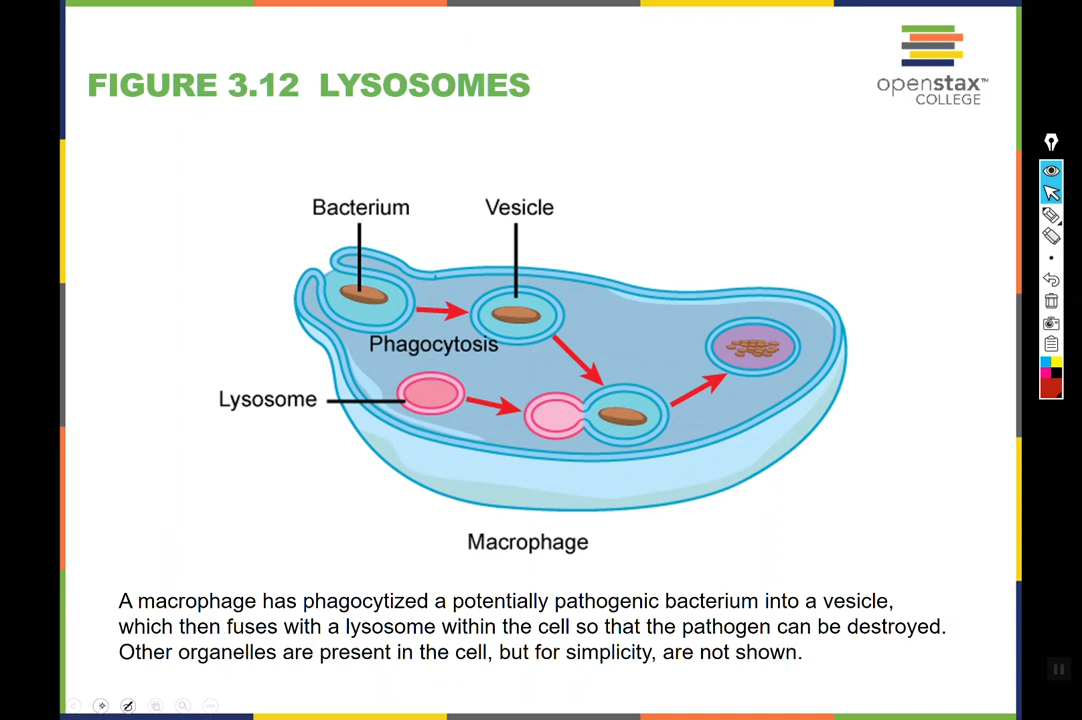 FIGURE 3.12 LYSOSOMES
openstax™
COLLEGE
Bacterium
Vesicle
Phagocytosis
Lysosome
Macrophage
A macrophage has phagocytized a potentially pathogenic bacterium into a vesicle,
which then fuses with a lysosome within the cell so that the pathogen can be destroyed.
Other organelles are present in the cell, but for simplicity, are not shown.